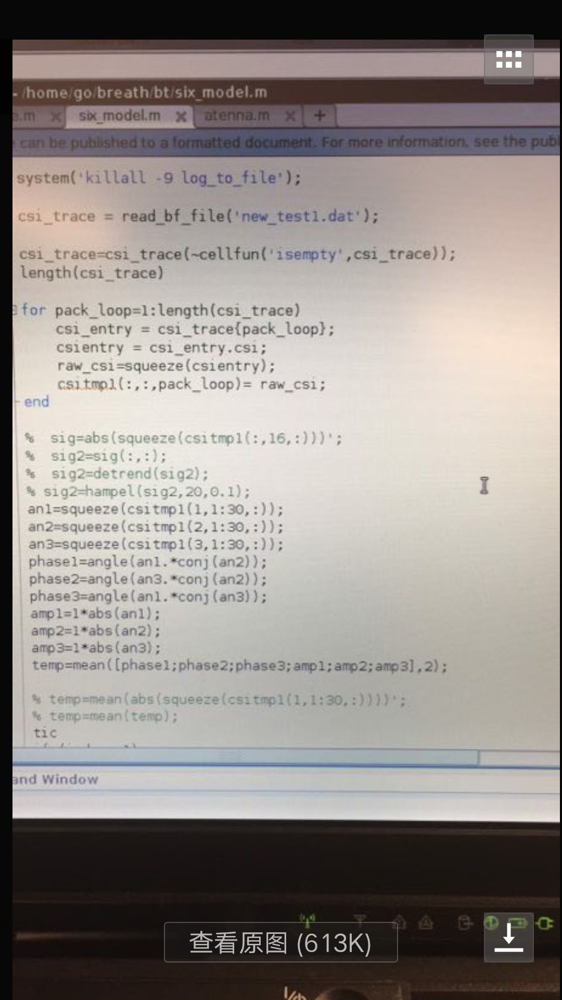 - /home/go/breath/bt/six_model.m
e.m six_model.m atenna.m +
can be published to a formatted document. For more information, see the publ
system('killall -9 log_to_file');
csi_trace = read_bf_file('new_test1.dat');
csi_trace=csi_trace(~cellfun('isempty',csi_trace));
length(csi_trace)
for pack_loop=1:length(csi_trace)
csi_entry = csi_trace{pack_loop};
csientry = csi_entry.csi;
raw_csi=squeeze(csientry);
csitmp1(:,:,pack_loop)= raw_csi;
end
% sig=abs(squeeze(csitmp1(:,16,:)))';
% sig2=sig(:,:);
% sig2=detrend(sig2);
% sig2=hampel(sig2,20,0.1);
an1=squeeze(csitmp1(1,1:30,:));
an2=squeeze(csitmp1(2,1:30,:));
an3=squeeze(csitmp1(3,1:30,:));
phase1=angle(an1.*conj(an2));
phase2=angle(an3.*conj(an2));
phase3=angle(an1.*conj(an3));
amp1=1*abs(an1);
amp2=1*abs(an2);
amp3=1*abs(an3);
temp=mean([phase1;phase2;phase3;amp1;amp2;amp3],2);
% temp=mean(abs(squeeze(csitmp1(1,1:30,:))))';
% temp=mean(temp);
tic
and Window
查看原图 (613K)